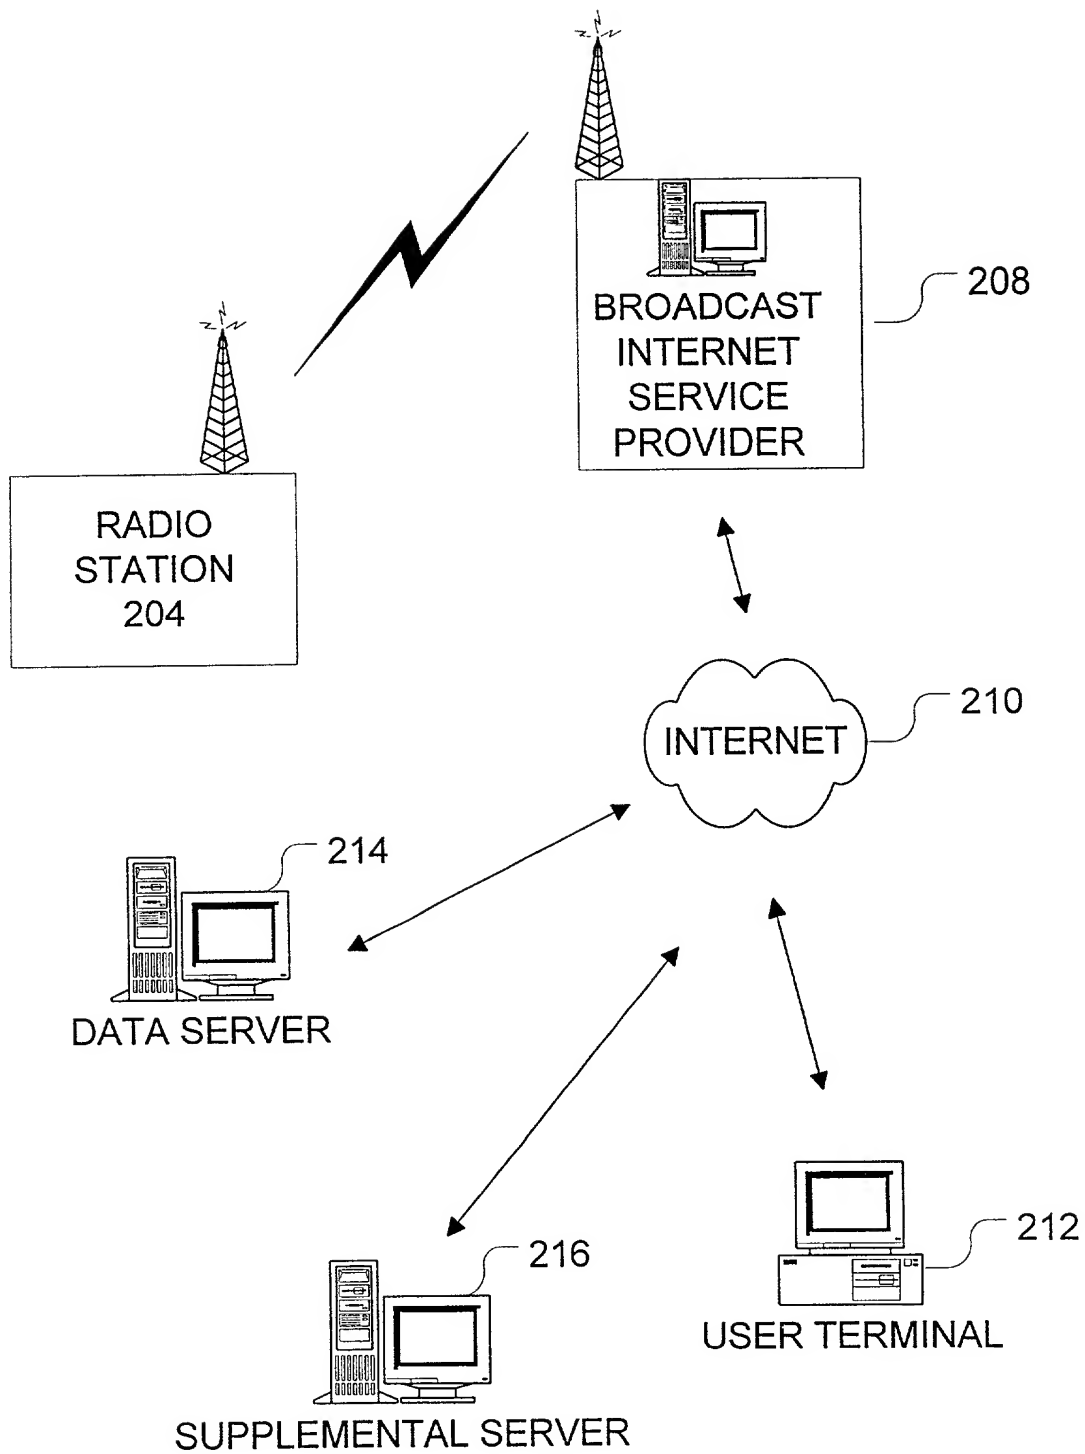 208
BROADCAST
INTERNET
SERVICE
PROVIDER
RADIO
STATION
204
210
INTERNET
214
DATA SERVER
212
216
USER TERMINAL
SUPPLEMENTAL SERVER